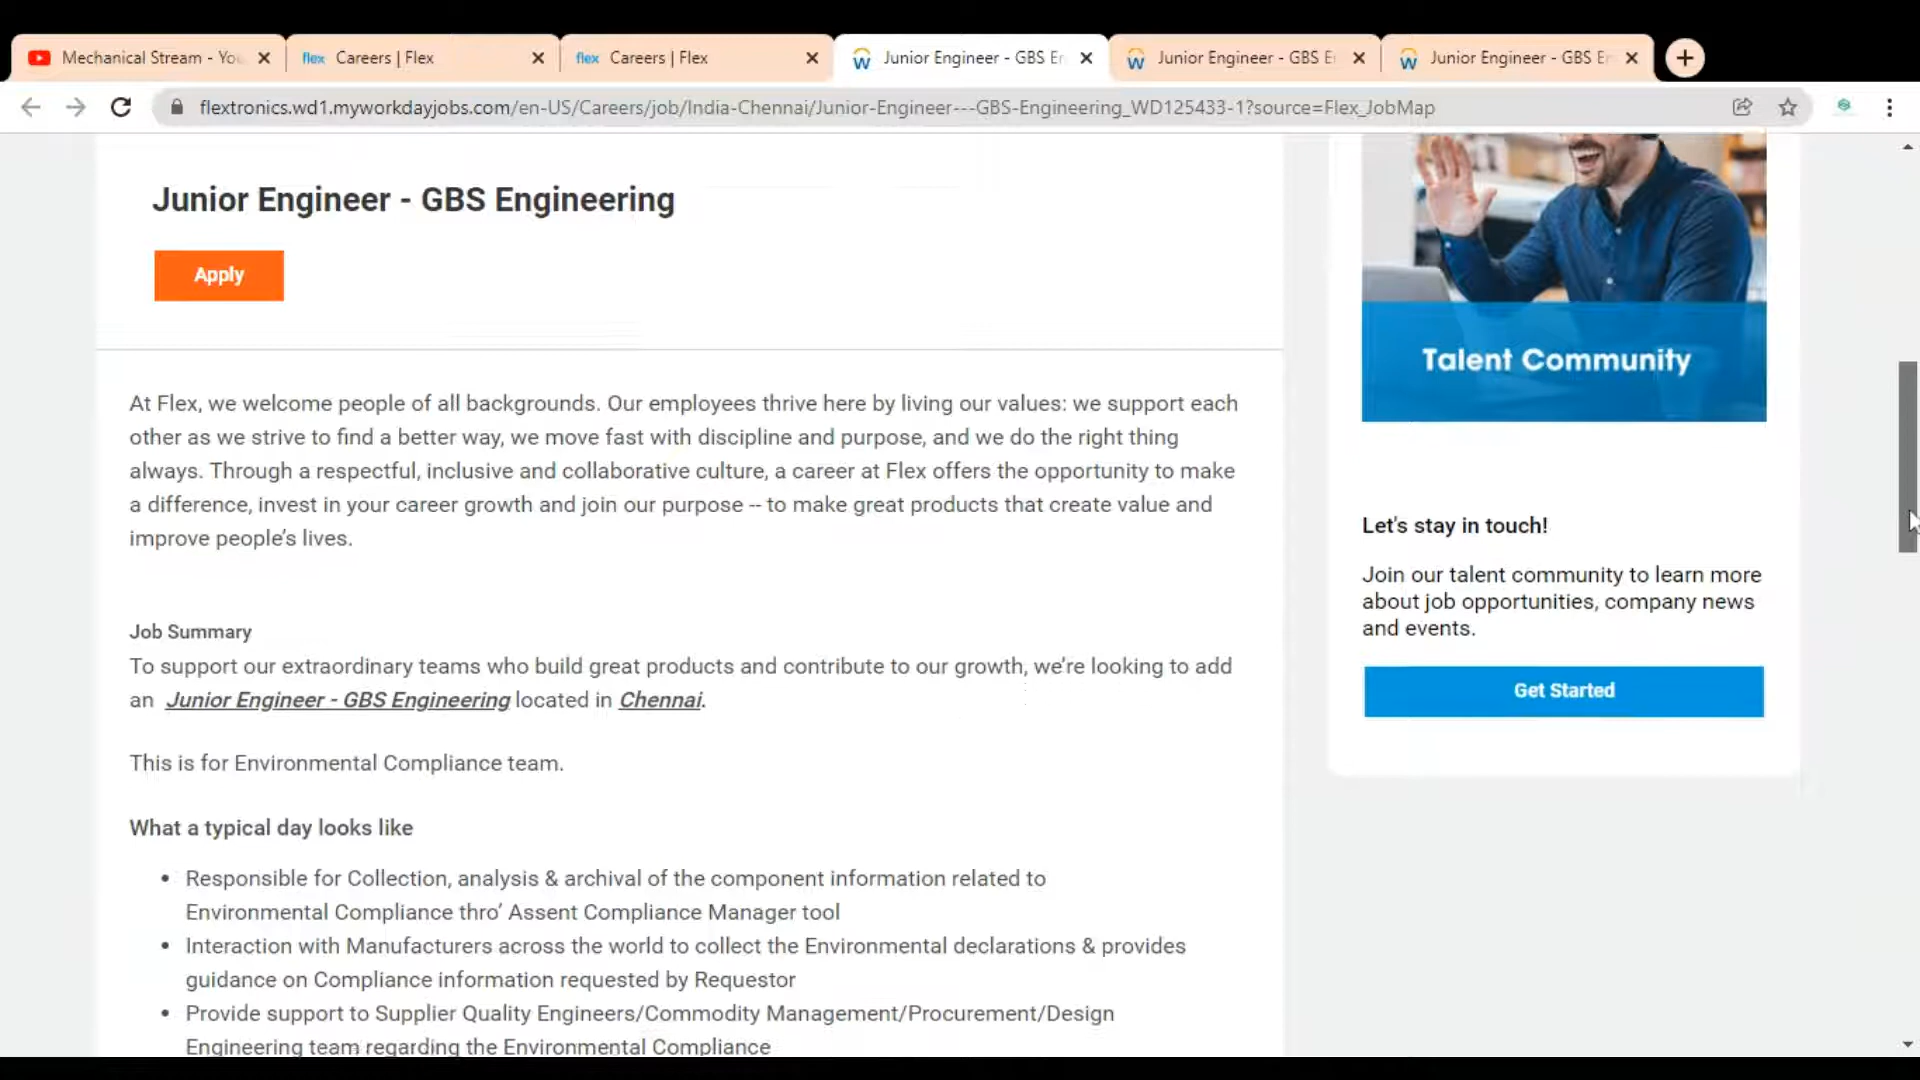 Mechanical Stream - You
flex Careers | Flex
flex Careers | Flex
Junior Engineer - GBS En
Junior Engineer - GBS E
Junior Engineer - GBS E
flextronics.wd1.myworkdayjobs.com/en-US/Careers/job/India-Chennai/Junior-Engineer---GBS-Engineering_WD125433-1?source=Flex_JobMap
Junior Engineer - GBS Engineering
Apply
At Flex, we welcome people of all backgrounds. Our employees thrive here by living our values: we support each
other as we strive to find a better way, we move fast with discipline and purpose, and we do the right thing
always. Through a respectful, inclusive and collaborative culture, a career at Flex offers the opportunity to make
a difference, invest in your career growth and join our purpose -- to make great products that create value and
improve people’s lives.
Job Summary
To support our extraordinary teams who build great products and contribute to our growth, we’re looking to add
an Junior Engineer - GBS Engineering located in Chennai.
This is for Environmental Compliance team.
What a typical day looks like
• Responsible for Collection, analysis & archival of the component information related to
Environmental Compliance thro’ Assent Compliance Manager tool
• Interaction with Manufacturers across the world to collect the Environmental declarations & provides
guidance on Compliance information requested by Requestor
• Provide support to Supplier Quality Engineers/Commodity Management/Procurement/Design
Engineering team regarding the Environmental Compliance
Talent Community
Let's stay in touch!
Join our talent community to learn more
about job opportunities, company news
and events.
Get Started